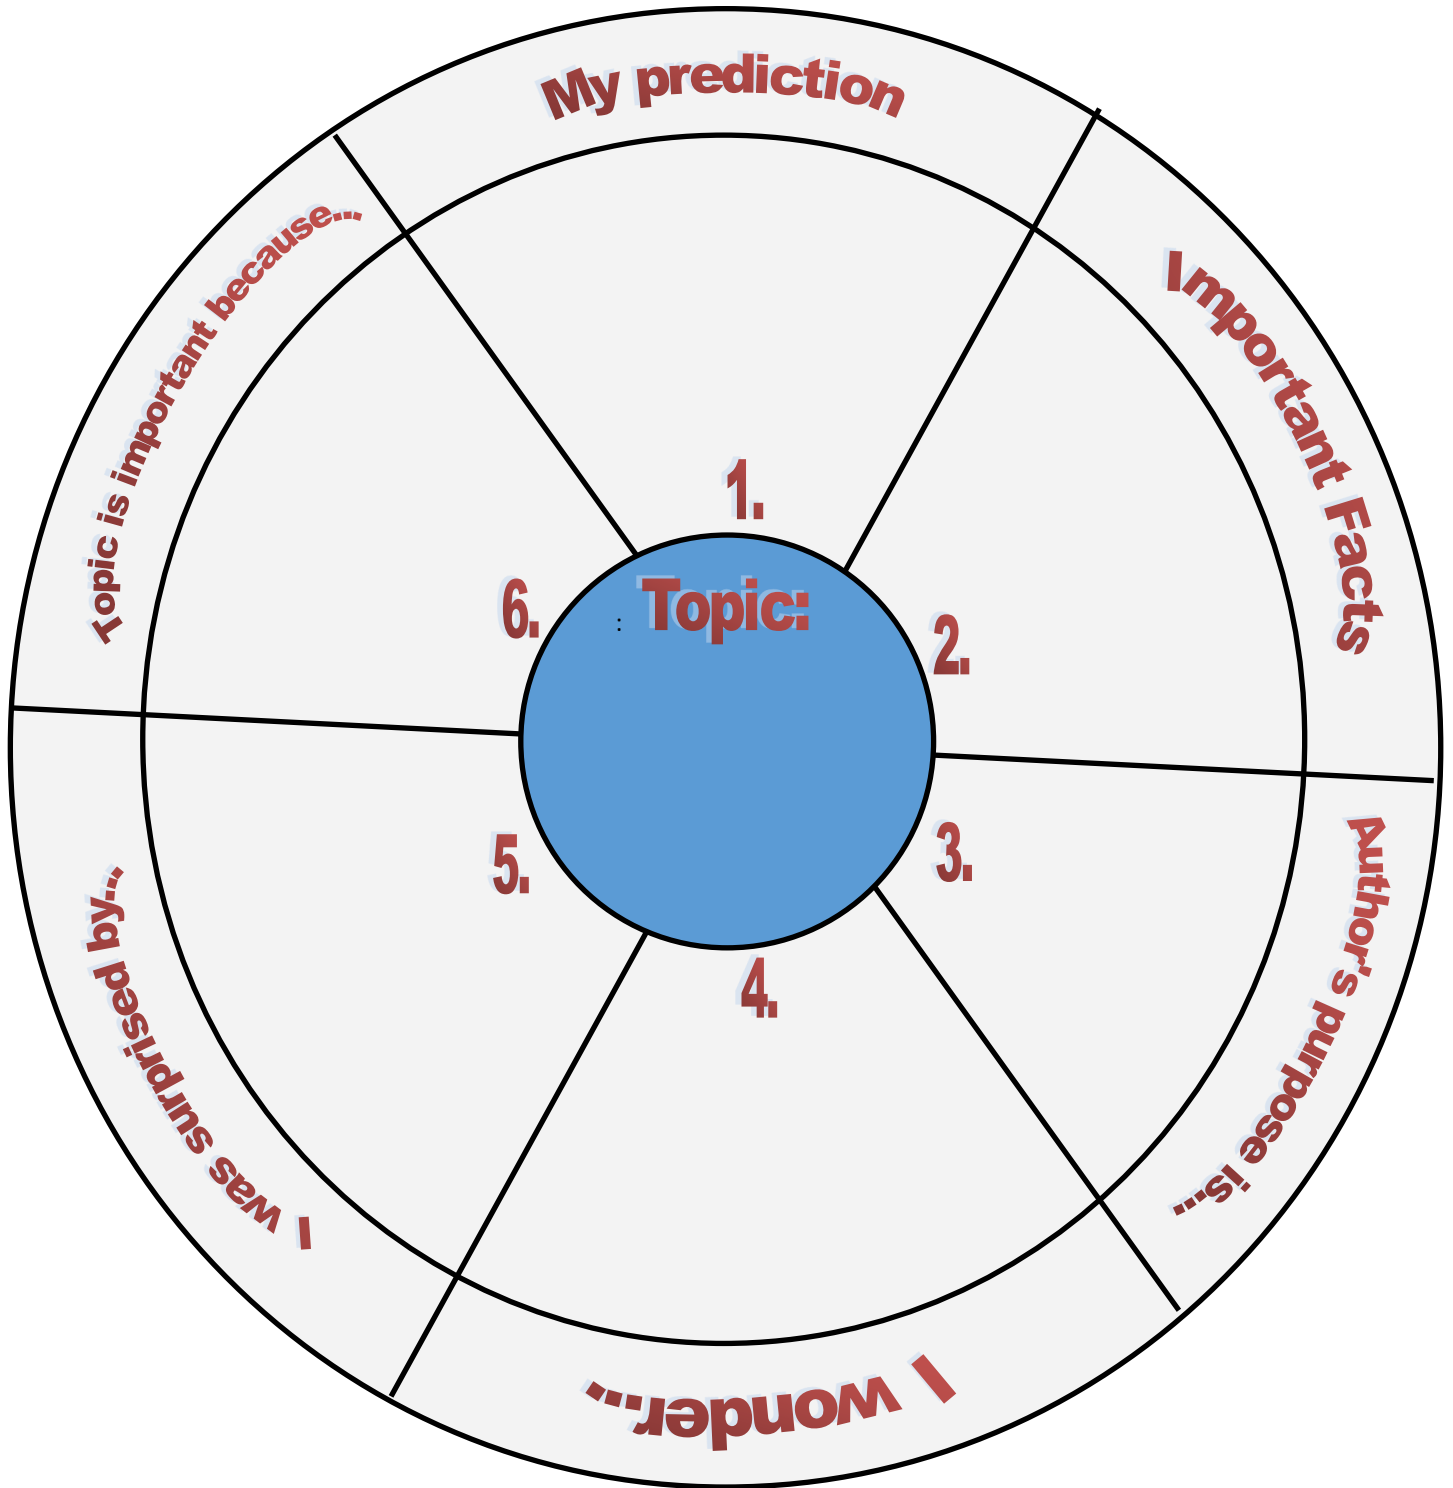 My prediction
Important Facts
Author's purpose is...
I wonder...
I was surprised by...
Topic is important because...
1.
2.
3.
4.
5.
6.
: Topic: